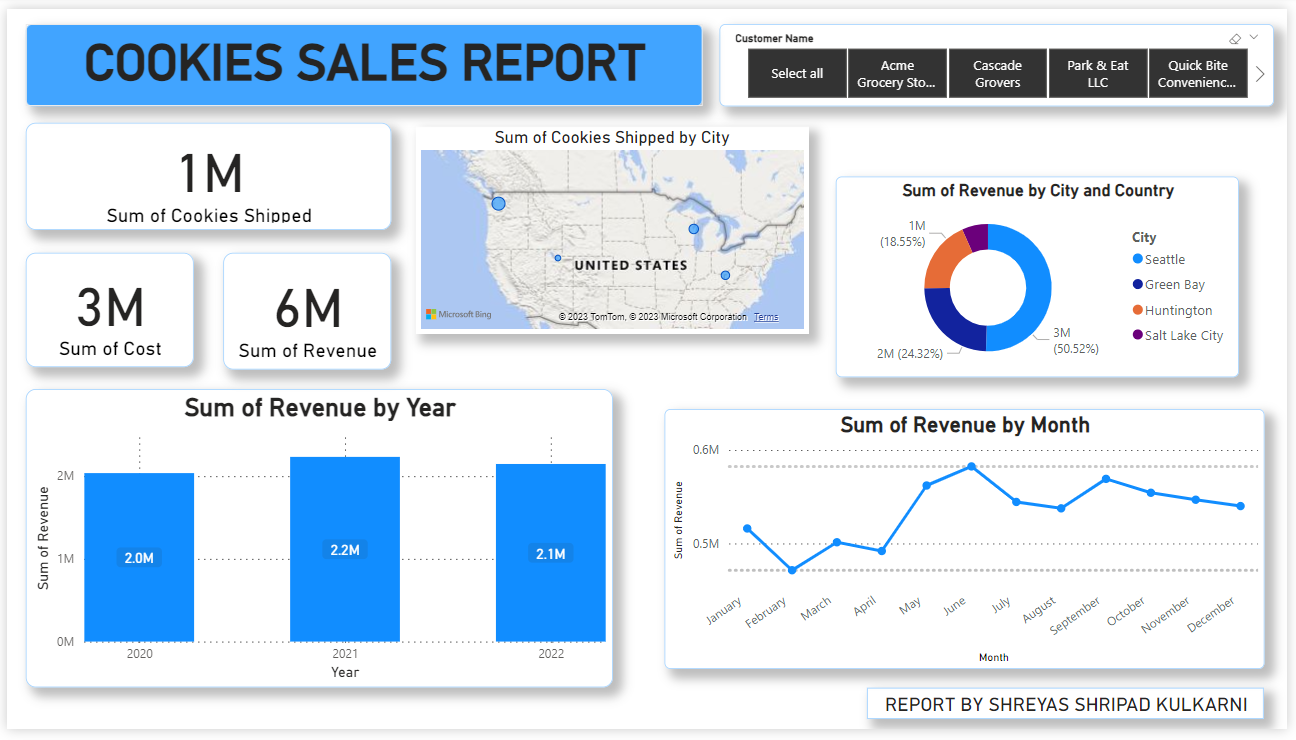 COOKIES SALES REPORT
Customer Name
Select all
Acme
Grocery Sto...
Cascade
Grovers
Park & Eat
LLC
Quick Bite
Convenienc...
1M
Sum of Cookies Shipped
3M
Sum of Cost
6M
Sum of Revenue
Sum of Cookies Shipped by City
UNITED STATES
Microsoft Bing
© 2023 TomTom, © 2023 Microsoft Corporation Terms
Sum of Revenue by City and Country
1M
(18.55%)
2M (24.32%)
3M
(50.52%)
City
Seattle
Green Bay
Huntington
Salt Lake City
Sum of Revenue by Year
Sum of Revenue
2M
1M
0M
2.0M
2.2M
2.1M
2020
2021
2022
Year
Sum of Revenue by Month
Sum of Revenue
0.6M
0.5M
January
February
March
April
May
June
July
August
September
October
November
December
Month
REPORT BY SHREYAS SHRIPAD KULKARNI